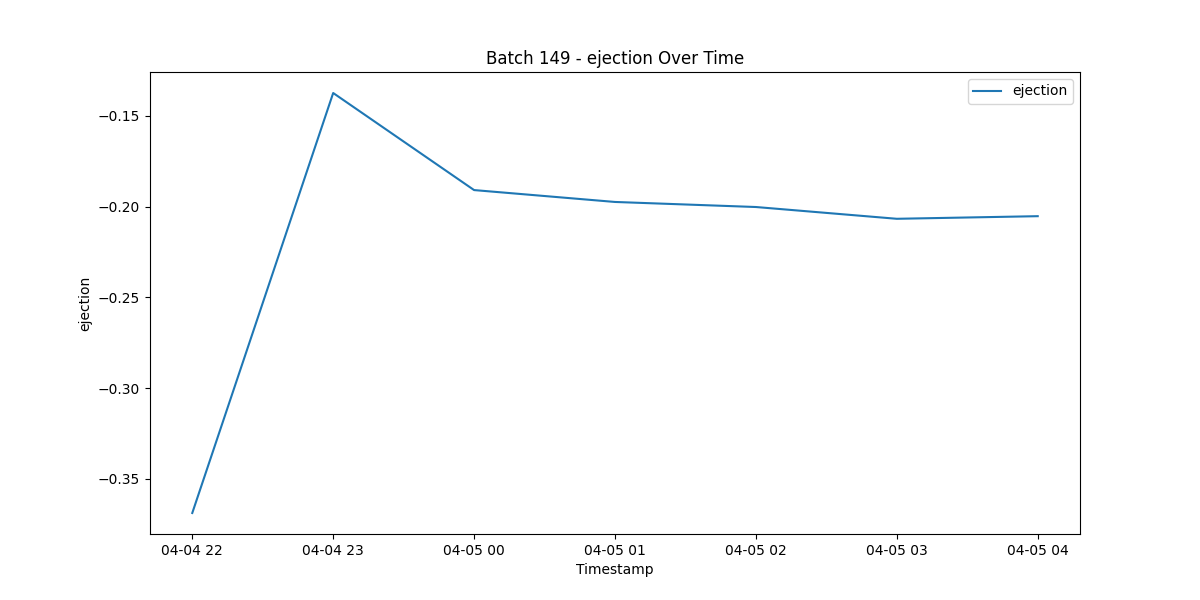 Batch 149 - ejection Over Time
ejection
−0.15
−0.20
−0.25
−0.30
−0.35
ejection
04-04 22 04-04 23 04-05 00 04-05 01 04-05 02 04-05 03 04-05 04
Timestamp